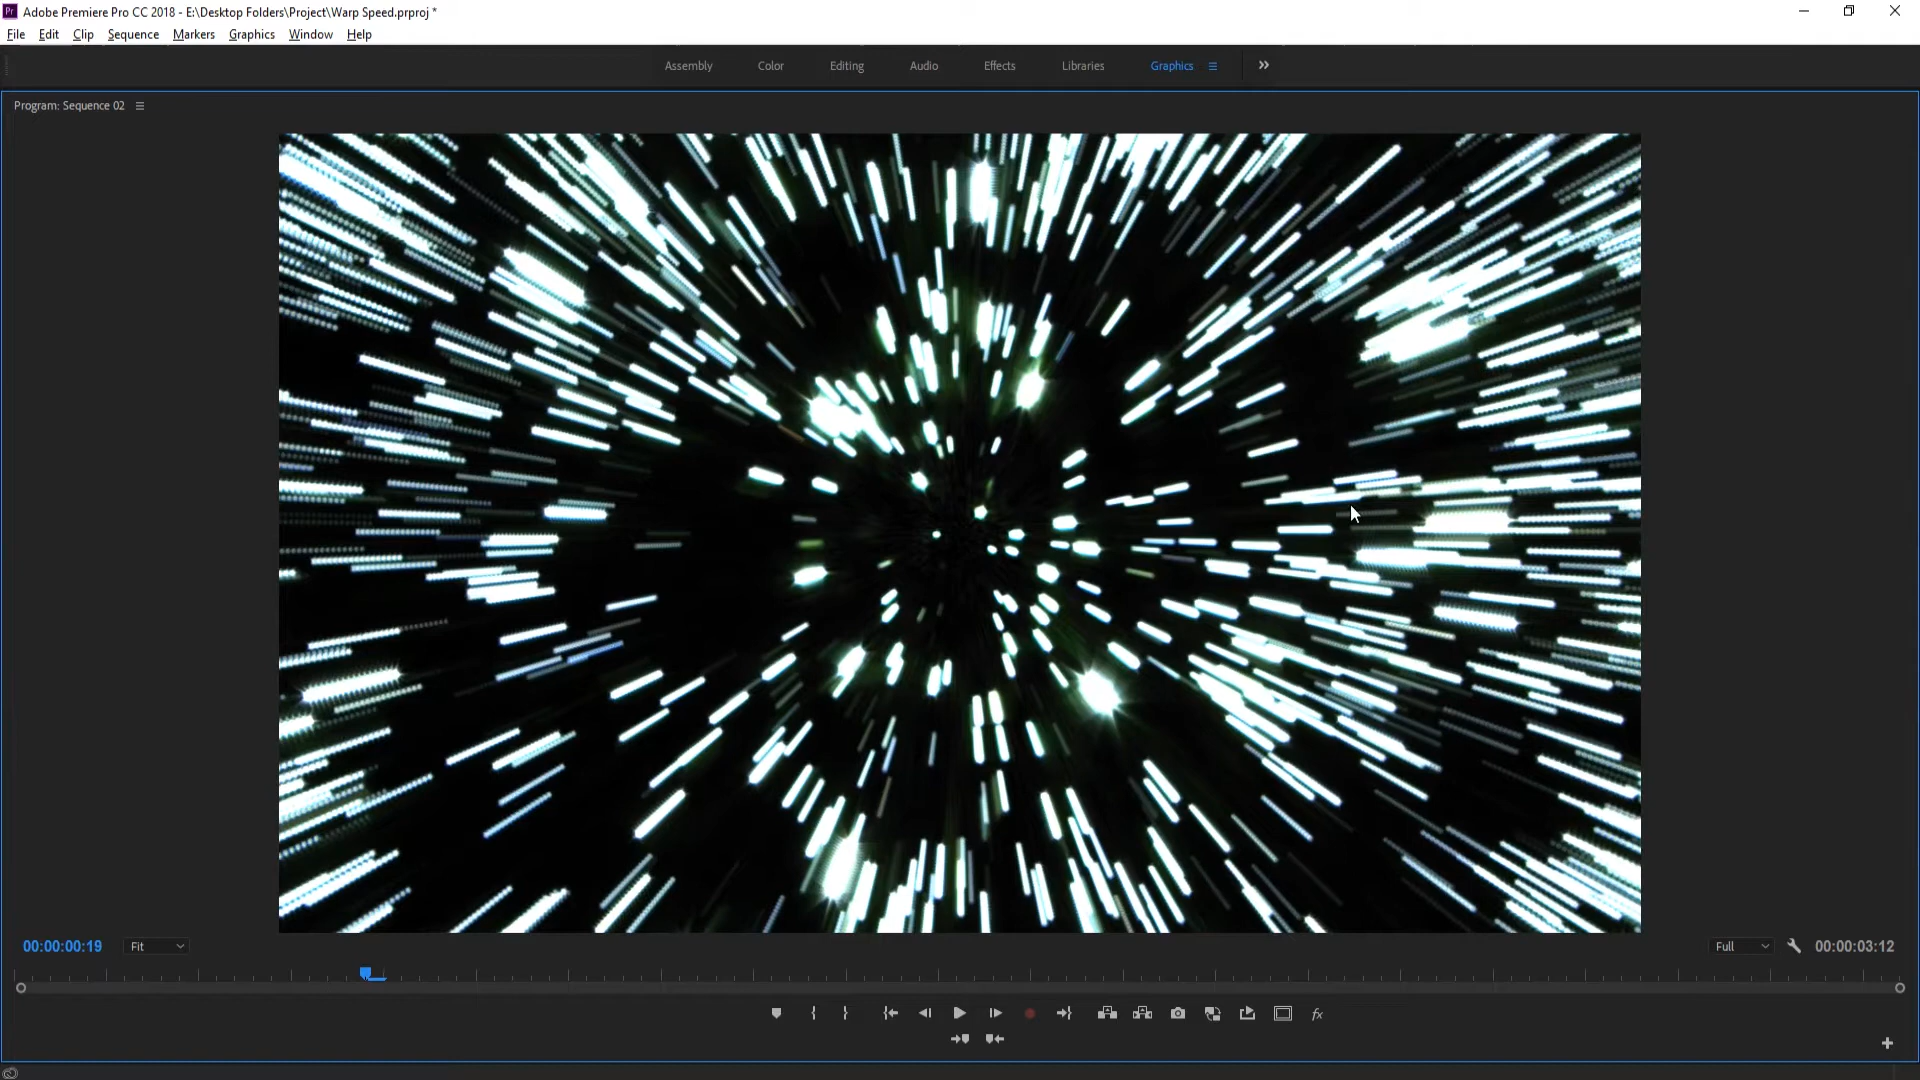 Pr Adobe Premiere Pro CC 2018 - E:\Desktop Folders\Project\Warp Speed.prproj *
File Edit Clip Sequence Markers Graphics Window Help
Assembly Color Editing Audio Effects Libraries Graphics
Program: Sequence 02
00:00:00:19 Fit Full 00:00:03:12
fx